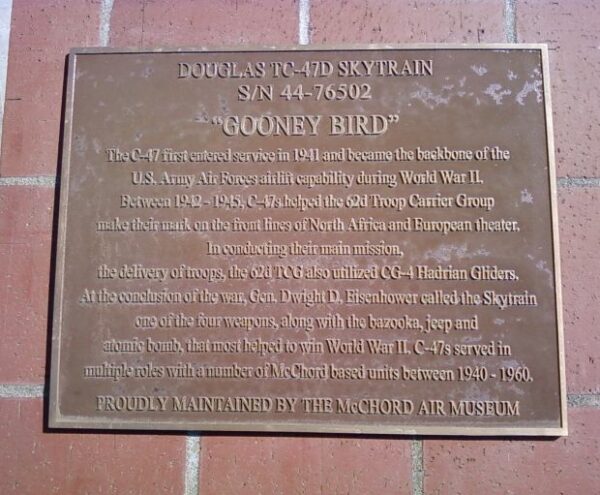 DOUGLAS TC-47D SKYTRAIN
S/N 44-76502
"GOONEY BIRD"
The C-47 first entered service in 1941 and became the backbone of the
U.S. Army Air Forces airlift capability during World War II.
Between 1942 - 1945, C-47s helped the 62d Troop Carrier Group
make their mark on the front lines of North Africa and European theater.
In conducting their main mission,
the delivery of troops, the 62d TCG also utilized CG-4 Hadrian Gliders.
At the conclusion of the war, Gen. Dwight D. Eisenhower called the Skytrain
one of the four weapons, along with the bazooka, jeep and
atomic bomb, that most helped to win World War II. C-47s served in
multiple roles with a number of McChord based units between 1940 - 1960.
PROUDLY MAINTAINED BY THE McCHORD AIR MUSEUM